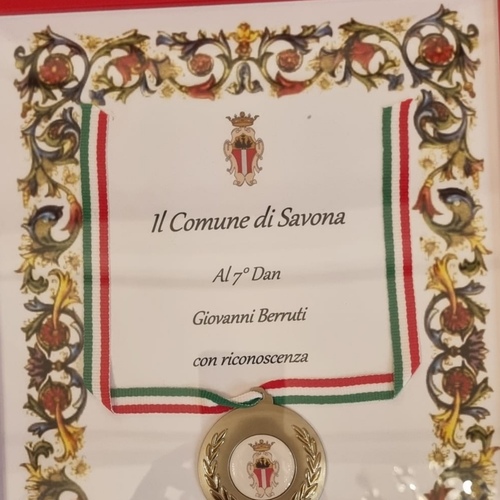 Il Comune di Savona
Al 7° Dan
Giovanni Berruti
con riconoscenza